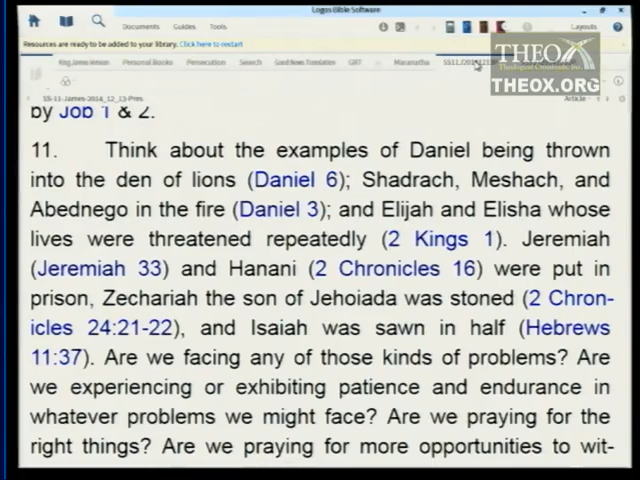 Logos Bible Software
Documents Guides Tools Layouts
Resources are ready to be added to your library. Click here to restart
King James Version Personal Books Persecution Search Good News Translation GRT Maranatha
THEOX
THEOX.ORG
SS-11-James-2014_12_13-Pres Article
by Job 1 & 2.
11. Think about the examples of Daniel being thrown
into the den of lions (Daniel 6); Shadrach, Meshach, and
Abednego in the fire (Daniel 3); and Elijah and Elisha whose
lives were threatened repeatedly (2 Kings 1). Jeremiah
(Jeremiah 33) and Hanani (2 Chronicles 16) were put in
prison, Zechariah the son of Jehoiada was stoned (2 Chron-
icles 24:21-22), and Isaiah was sawn in half (Hebrews
11:37). Are we facing any of those kinds of problems? Are
we experiencing or exhibiting patience and endurance in
whatever problems we might face? Are we praying for the
right things? Are we praying for more opportunities to wit-